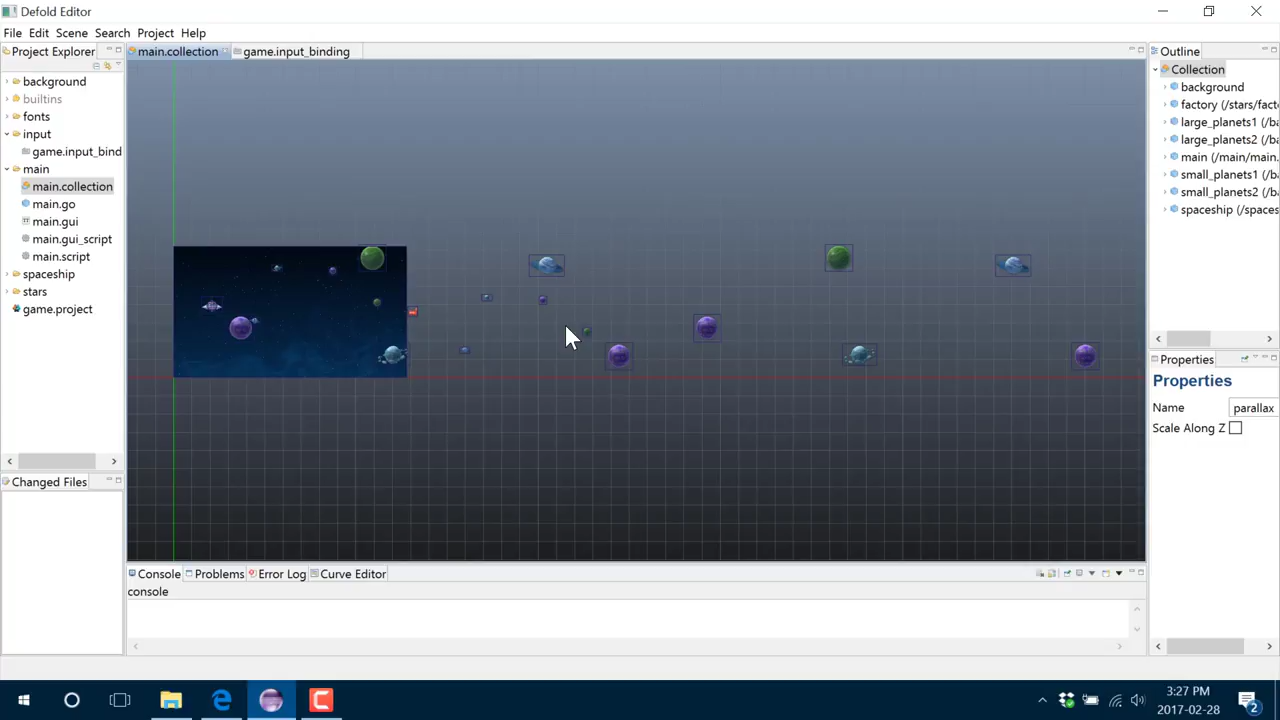 Defold Editor
File Edit Scene Search Project Help
Project Explorer
main.collection
game.input_binding
Outline
background
builtins
fonts
input
game.input_bind
main
main.collection
main.go
main.gui
main.gui_script
main.script
spaceship
stars
game.project
Collection
background
factory (/stars/fact
large_planets1 (/ba
large_planets2 (/ba
main (/main/main.
small_planets1 (/ba
small_planets2 (/ba
spaceship (/spaces
Properties
Properties
Name parallax
Scale Along Z
Changed Files
Console Problems Error Log Curve Editor
console
3:27 PM
2017-02-28
2